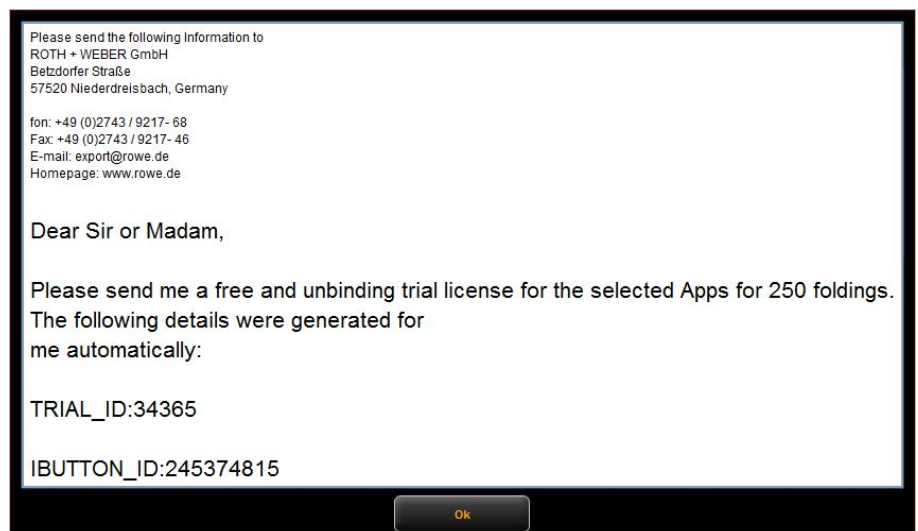 Please send the following Information to
ROTH + WEBER GmbH
Betzdorfer Straße
57520 Niederdreisbach, Germany
fon: +49 (0)2743 / 9217- 68
Fax: +49 (0)2743 / 9217- 46
E-mail: export@rowe.de
Homepage: www.rowe.de
Dear Sir or Madam,
Please send me a free and unbinding trial license for the selected Apps for 250 foldings.
The following details were generated for
me automatically:
TRIAL_ID:34365
IBUTTON_ID:245374815
Ok